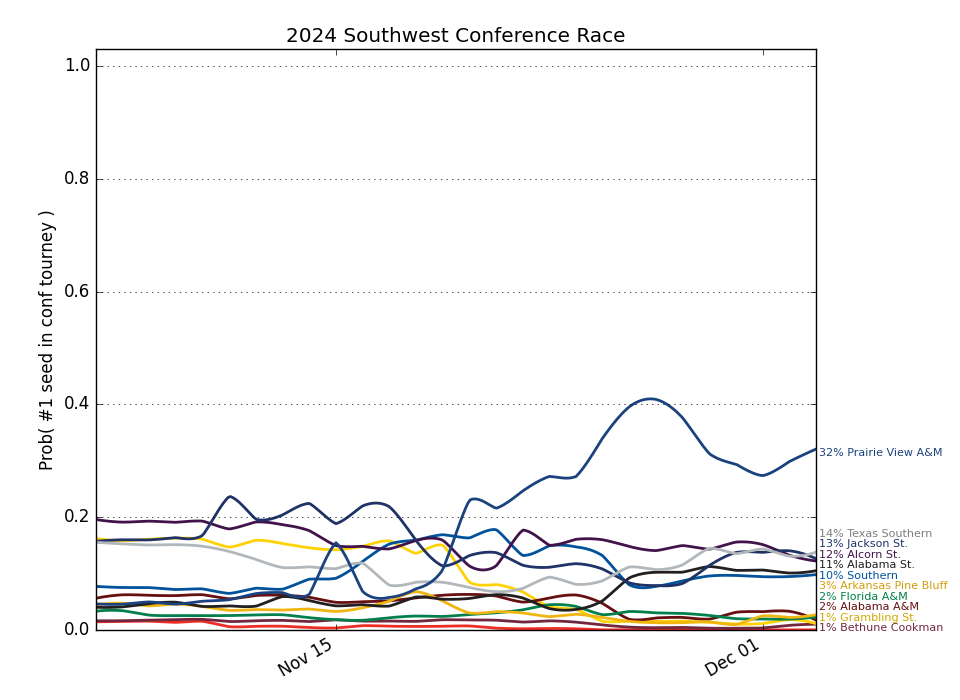 2024 Southwest Conference Race
Prob( #1 seed in conf tourney )
1.0
0.8
0.6
0.4
0.2
0.0
Nov 15
Dec 01
32% Prairie View A&M
14% Texas Southern
13% Jackson St.
12% Alcorn St.
11% Alabama St.
10% Southern
3% Arkansas Pine Bluff
2% Florida A&M
2% Alabama A&M
1% Grambling St.
1% Bethune Cookman